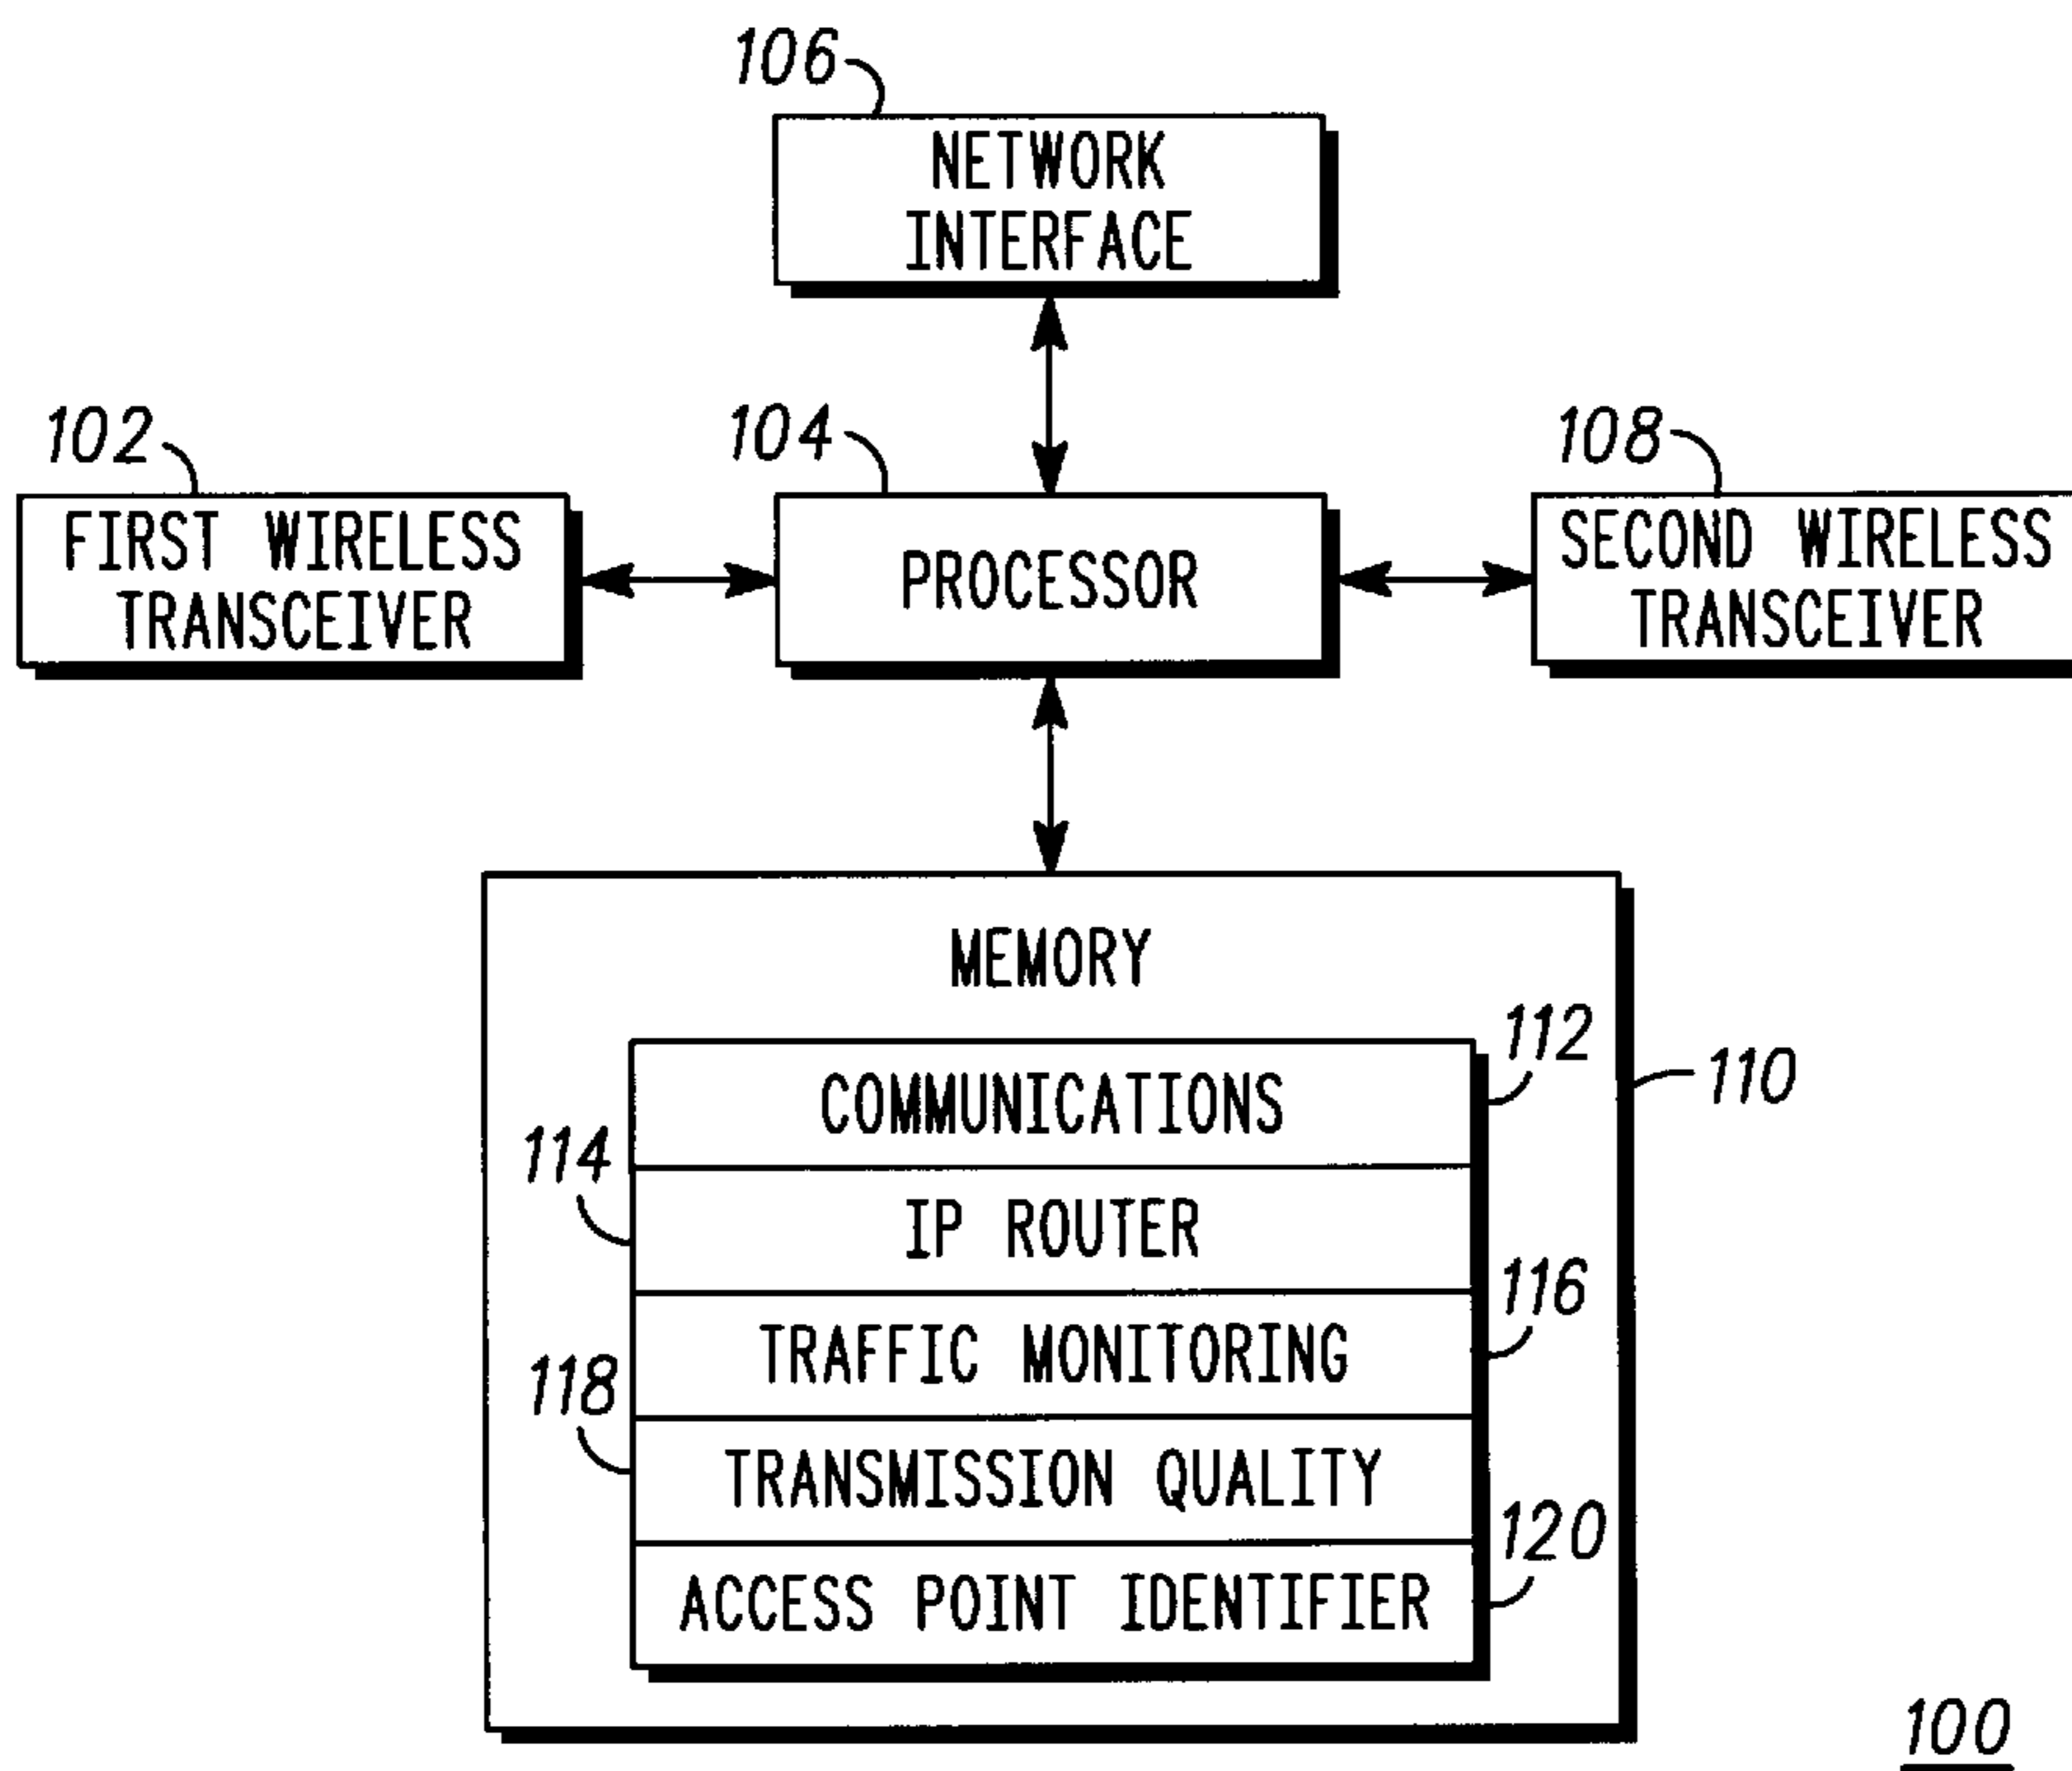 106
NETWORK
INTERFACE
102
104
108
FIRST WIRELESS
TRANSCEIVER
PROCESSOR
SECOND WIRELESS
TRANSCEIVER
MEMORY
112
110
COMMUNICATIONS
114
IP ROUTER
116
TRAFFIC MONITORING
118
TRANSMISSION QUALITY
120
ACCESS POINT IDENTIFIER
100